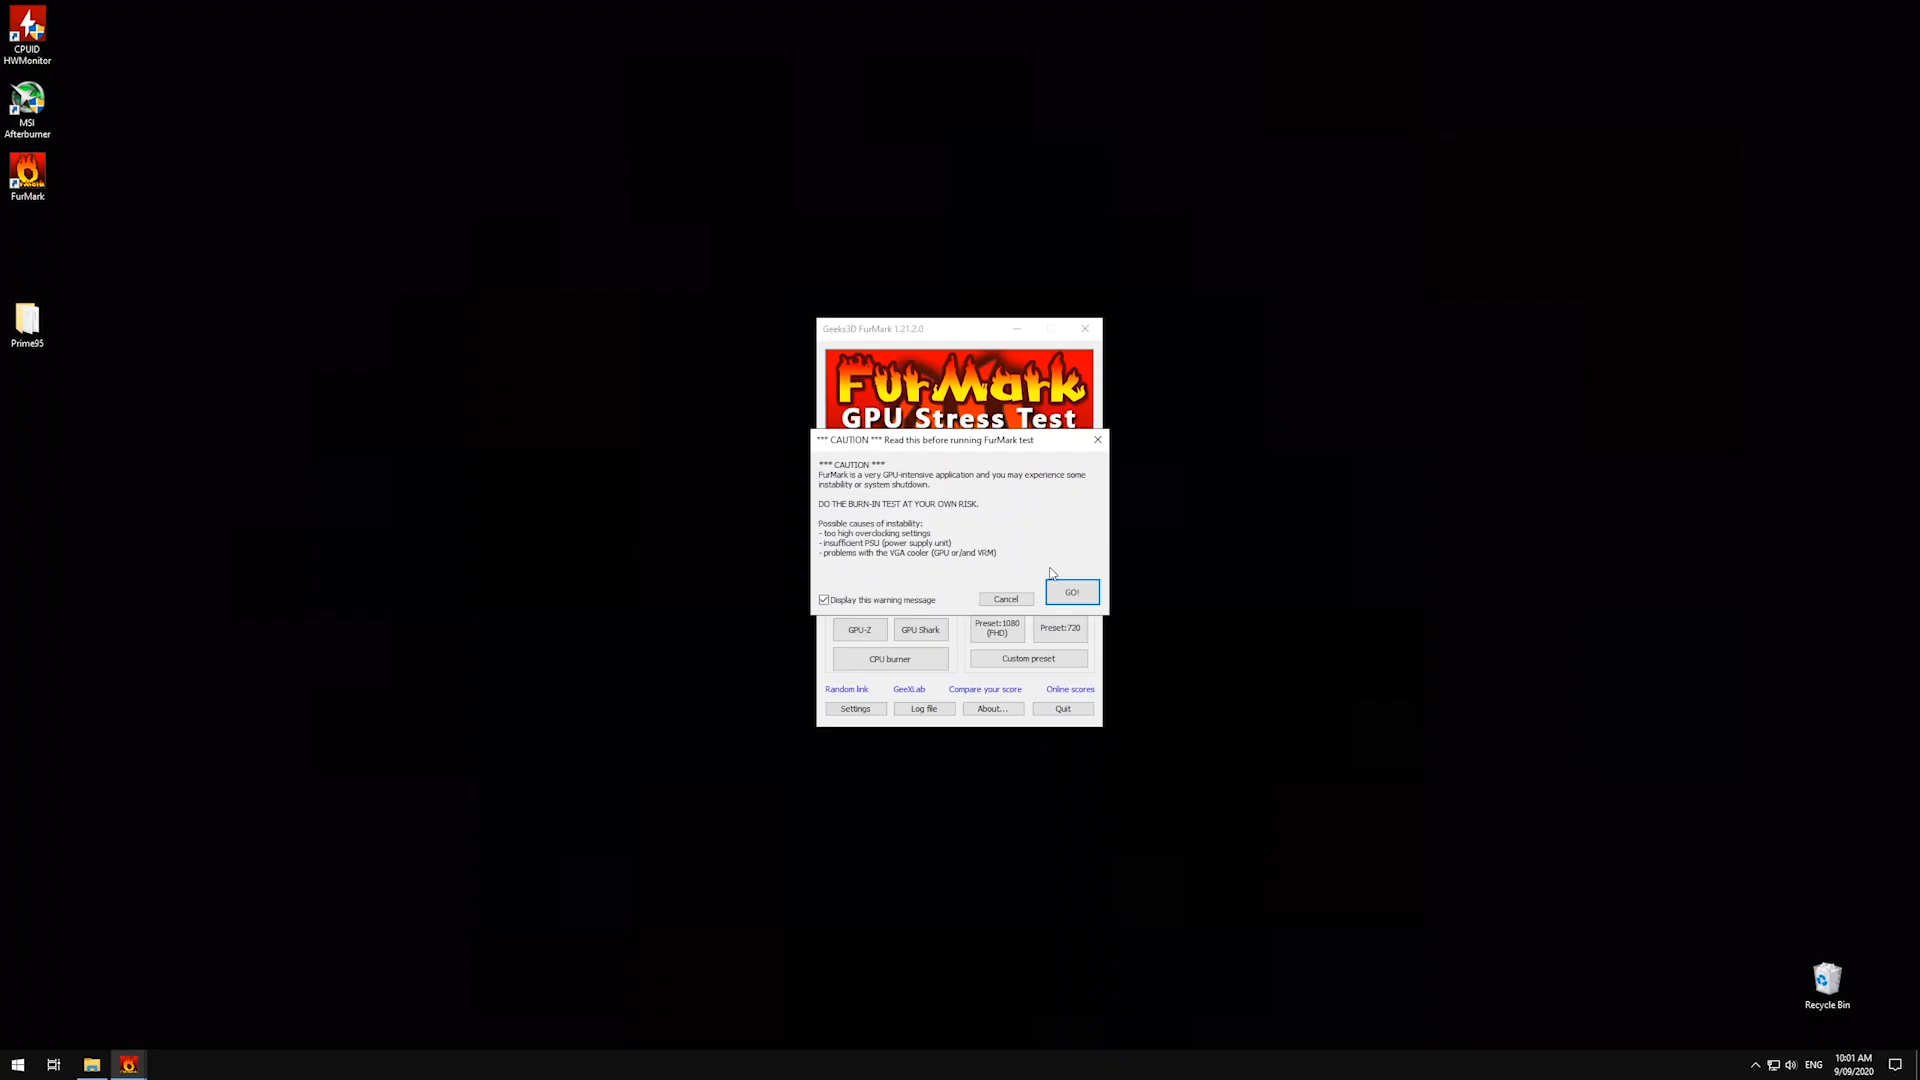 CPUID
HWMonitor
MSI
Afterburner
FurMark
Prime95
Geeks3D FurMark 1.21.2.0
FurMark
GPU Stress Test
*** CAUTION *** Read this before running FurMark test
*** CAUTION ***
FurMark is a very GPU-intensive application and you may experience some
instability or system shutdown.
DO THE BURN-IN TEST AT YOUR OWN RISK.
Possible causes of instability:
- too high overclocking settings
- insufficient PSU (power supply unit)
- problems with the VGA cooler (GPU or/and VRM)
Display this warning message
Cancel
GO!
GPU-Z
GPU Shark
Preset:1080
(FHD)
Preset:720
CPU burner
Custom preset
Random link
GeeXLab
Compare your score
Online scores
Settings
Log file
About...
Quit
Recycle Bin
ENG
10:01 AM
9/09/2020